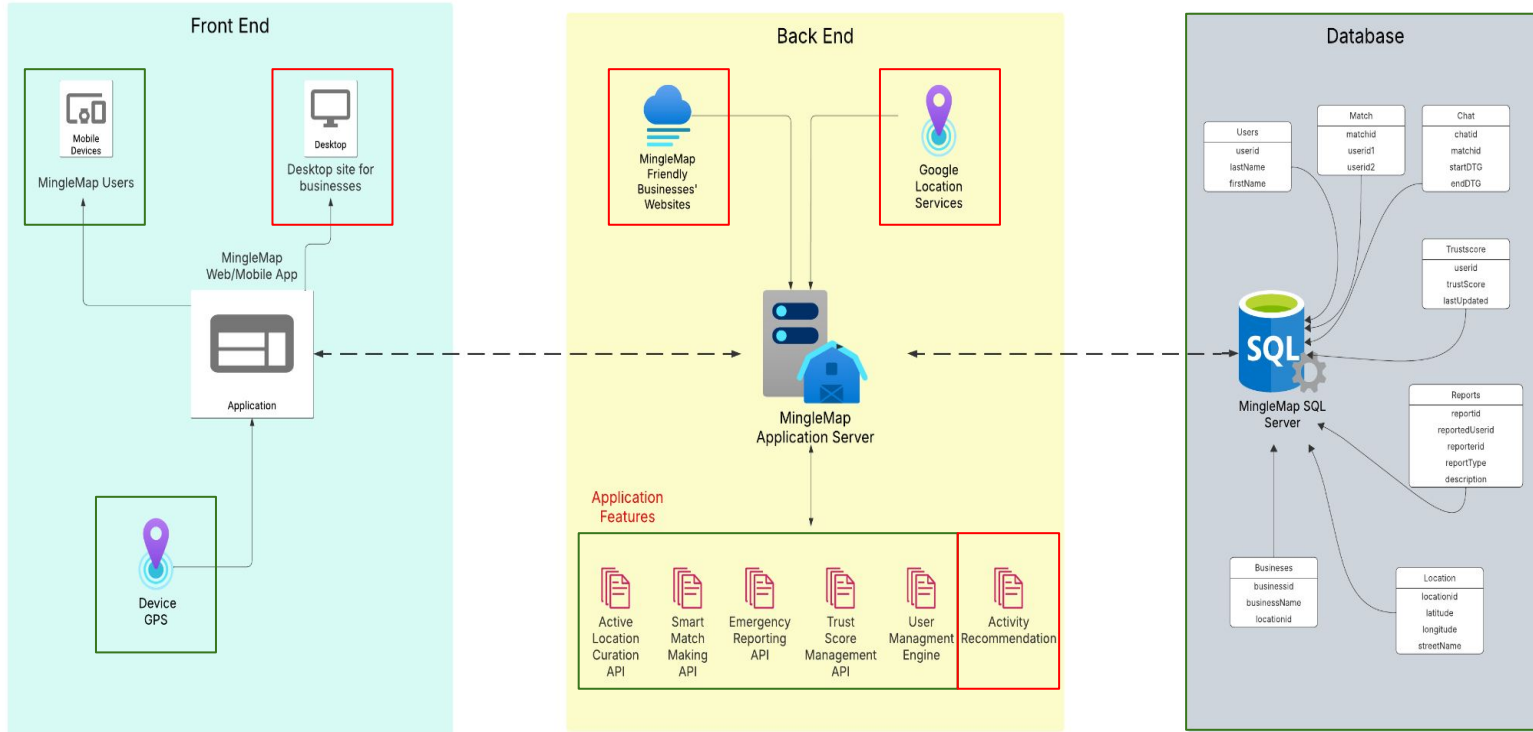 Front End
Mobile
Devices
MingleMap Users
Desktop
Desktop site for
businesses
MingleMap
Web/Mobile App
Application
Device
GPS
Back End
MingleMap
Friendly
Businesses'
Websites
Google
Location
Services
MingleMap
Application Server
Application
Features
Active
Location
Curation
API
Smart
Match
Making
API
Emergency
Reporting
API
Trust
Score
Management
API
User
Managment
Engine
Activity
Recommendation
Database
Users
userid
lastName
firstName
Match
matchid
userid1
userid2
Chat
chatid
matchid
startDTG
endDTG
Trustscore
userid
trustScore
lastUpdated
SQL
MingleMap SQL
Server
Reports
reportid
reportedUserid
reporterid
reportType
description
Busineses
businessid
businessName
locationid
Location
locationid
latitude
longitude
streetName